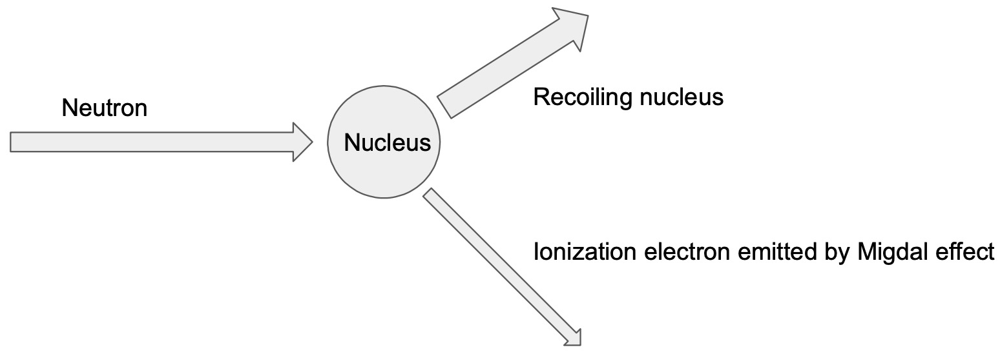 Neutron
Nucleus
Recoiling nucleus
Ionization electron emitted by Migdal effect